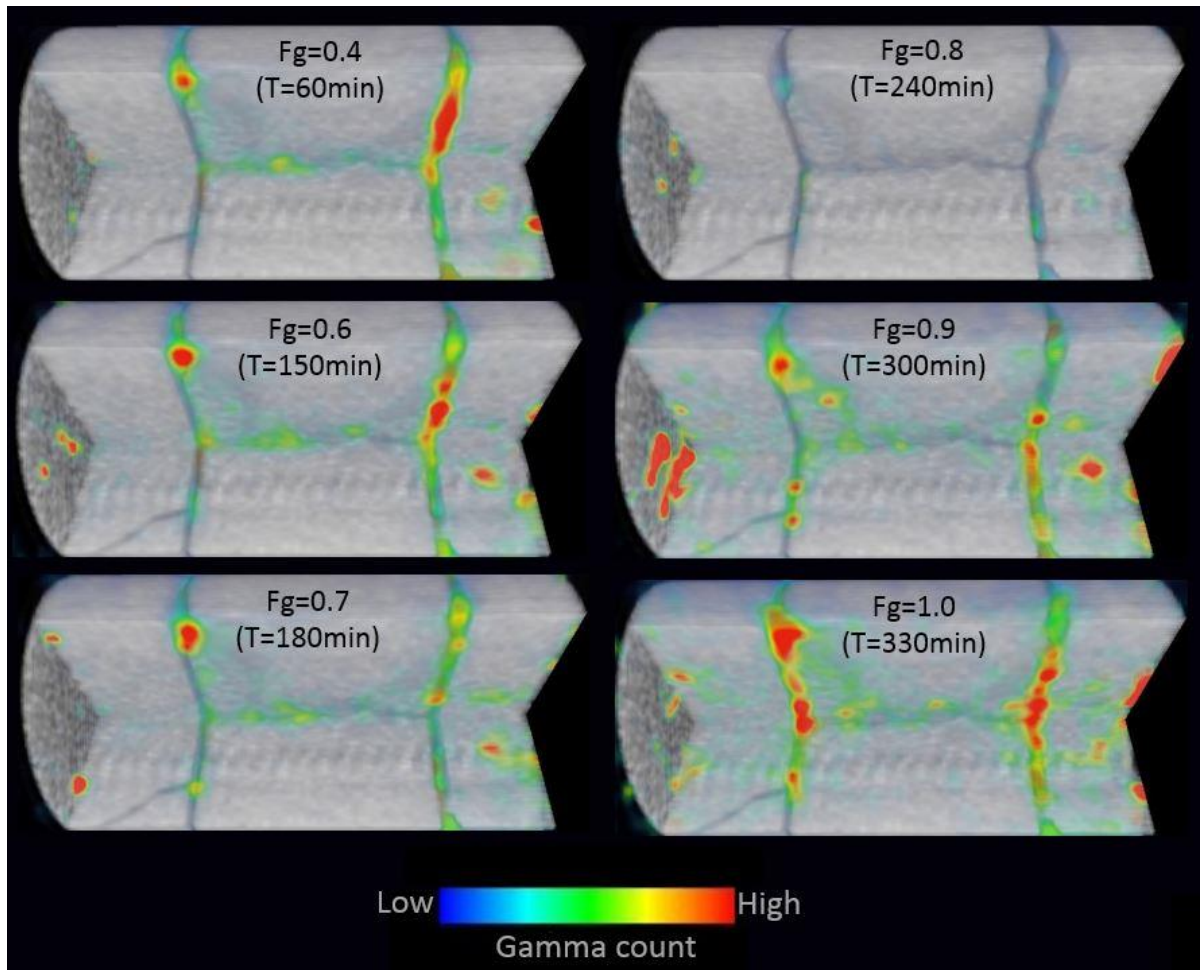 Fg=0.4
(T=60min)
Fg=0.8
(T=240min)
Fg=0.6
(T=150min)
Fg=0.9
(T=300min)
Fg=0.7
(T=180min)
Fg=1.0
(T=330min)
Low High
Gamma count